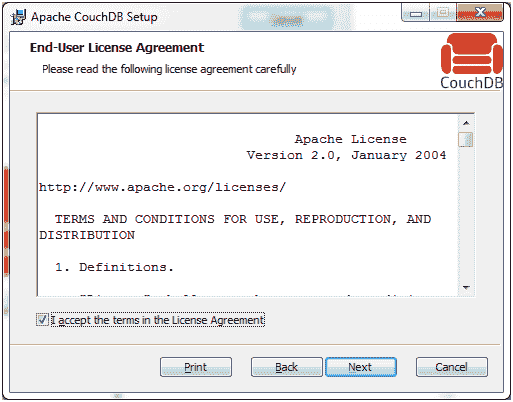 Apache CouchDB Setup
End-User License Agreement
Please read the following license agreement carefully
CouchDB
Apache License
Version 2.0, January 2004
http://www.apache.org/licenses/
TERMS AND CONDITIONS FOR USE, REPRODUCTION, AND
DISTRIBUTION
1. Definitions.
I accept the terms in the License Agreement
Print Back Next Cancel